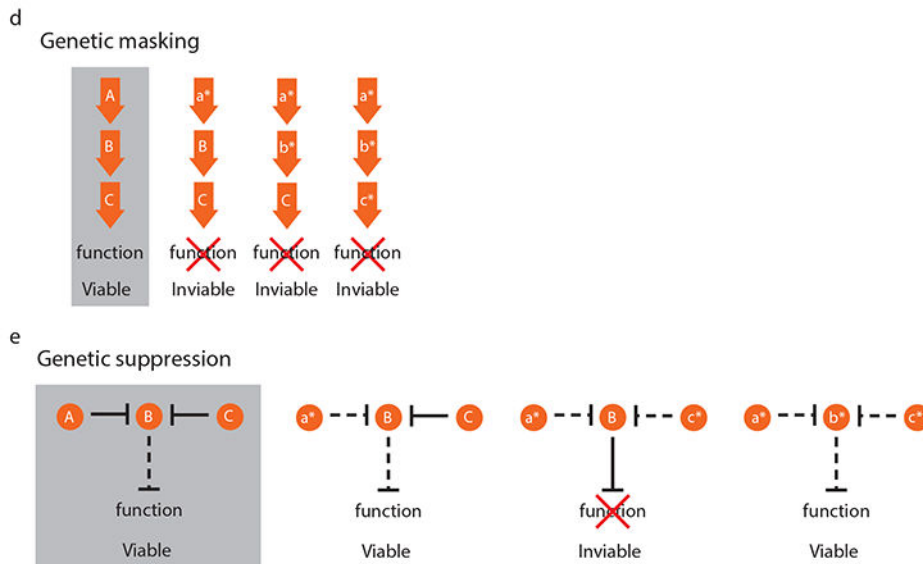 d
Genetic masking
A a* a* a*
B B b* b*
C C C c*
function function function function
Viable Inviable Inviable Inviable
e
Genetic suppression
A B C a* B C a* B c* a* b* c*
function function function function
Viable Viable Inviable Viable